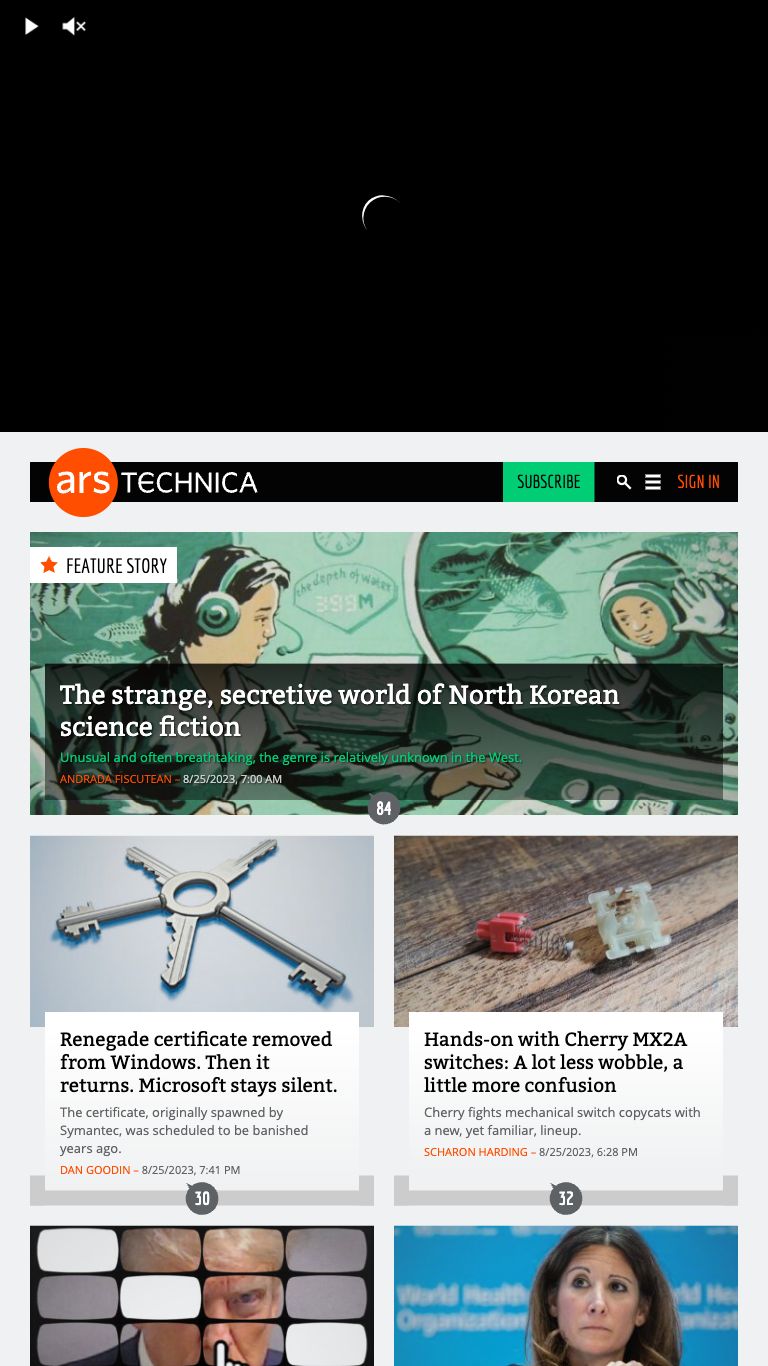 ars TECHNICA
SUBSCRIBE
SIGN IN
FEATURE STORY
the depth of water
399M
The strange, secretive world of North Korean
science fiction
Unusual and often breathtaking, the genre is relatively unknown in the West.
ANDRADA FISCUTEAN – 8/25/2023, 7:00 AM
84
Renegade certificate removed
from Windows. Then it
returns. Microsoft stays silent.
The certificate, originally spawned by
Symantec, was scheduled to be banished
years ago.
DAN GOODIN – 8/25/2023, 7:41 PM
30
Hands-on with Cherry MX2A
switches: A lot less wobble, a
little more confusion
Cherry fights mechanical switch copycats with
a new, yet familiar, lineup.
SCHARON HARDING – 8/25/2023, 6:28 PM
32
World Health
Organization